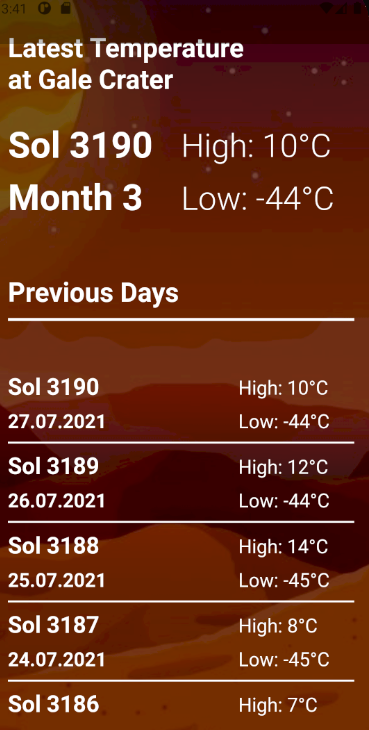 3:41
Latest Temperature
at Gale Crater
Sol 3190 High: 10°C
Month 3 Low: -44°C
Previous Days
Sol 3190 High: 10°C
27.07.2021 Low: -44°C
Sol 3189 High: 12°C
26.07.2021 Low: -44°C
Sol 3188 High: 14°C
25.07.2021 Low: -45°C
Sol 3187 High: 8°C
24.07.2021 Low: -45°C
Sol 3186 High: 7°C